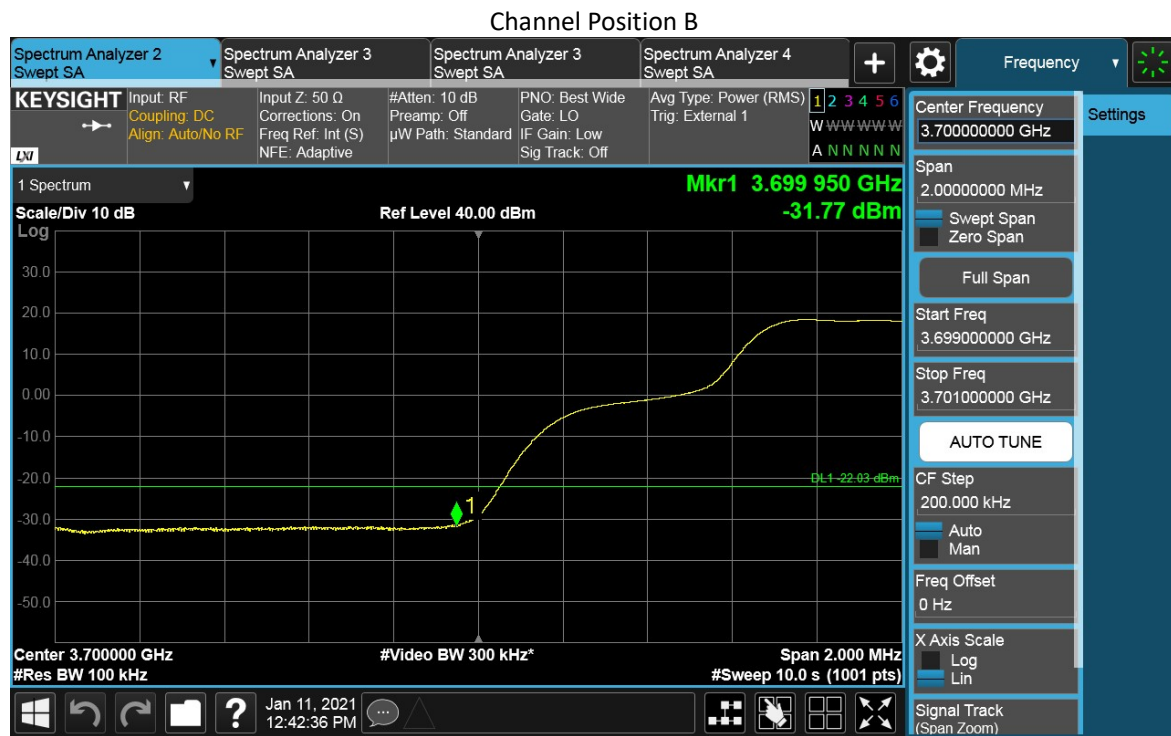 Channel Position B
Spectrum Analyzer 2
Swept SA
Spectrum Analyzer 3
Swept SA
Spectrum Analyzer 3
Swept SA
Spectrum Analyzer 4
Swept SA
+
Frequency
KEYSIGHT
LXI
Input: RF
Coupling: DC
Align: Auto/No RF
Input Z: 50 Ω
Corrections: On
Freq Ref: Int (S)
NFE: Adaptive
#Atten: 10 dB
Preamp: Off
µW Path: Standard
PNO: Best Wide
Gate: LO
IF Gain: Low
Sig Track: Off
Avg Type: Power (RMS)
Trig: External 1
1 2 3 4 5 6
W W W W W W
A N N N N N
1 Spectrum
Scale/Div 10 dB
Log
Ref Level 40.00 dBm
Mkr1 3.699 950 GHz
-31.77 dBm
30.0
20.0
10.0
0.00
-10.0
-20.0
-30.0
-40.0
-50.0
DL1 -22.03 dBm
1
Center 3.700000 GHz
#Res BW 100 kHz
#Video BW 300 kHz*
Span 2.000 MHz
#Sweep 10.0 s (1001 pts)
Center Frequency
3.700000000 GHz
Span
2.00000000 MHz
Swept Span
Zero Span
Full Span
Start Freq
3.699000000 GHz
Stop Freq
3.701000000 GHz
AUTO TUNE
CF Step
200.000 kHz
Auto
Man
Freq Offset
0 Hz
X Axis Scale
Log
Lin
Signal Track
(Span Zoom)
Settings
?
Jan 11, 2021
12:42:36 PM